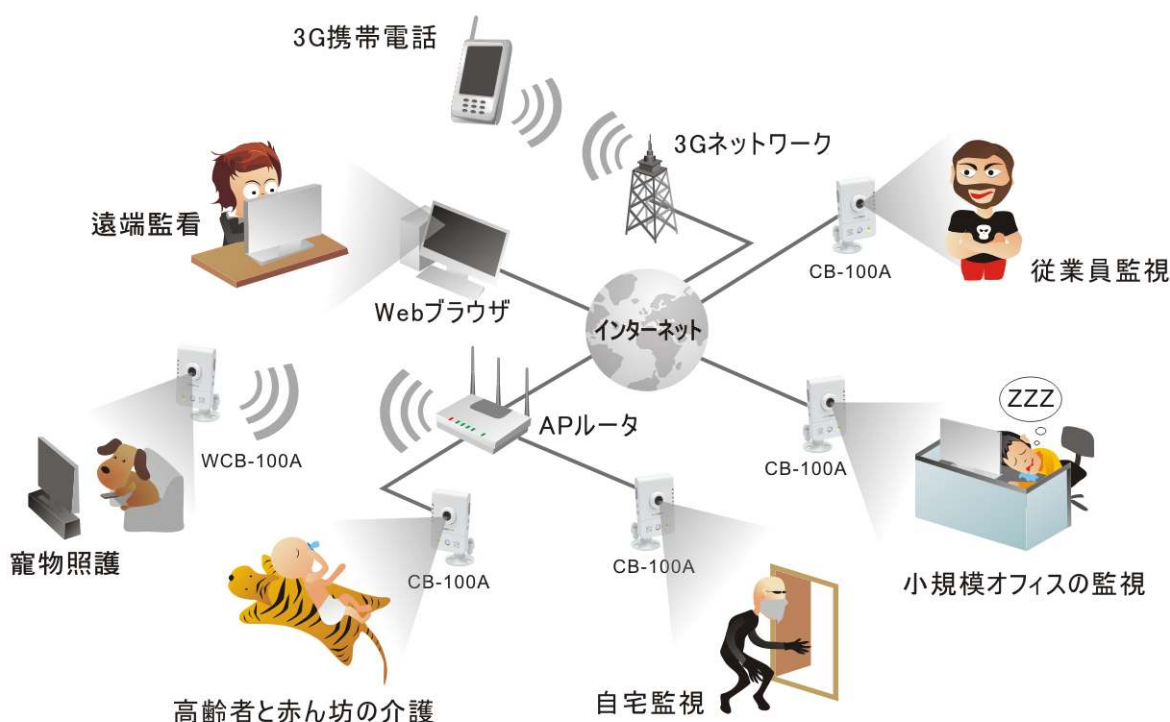 3G携帯電話
3Gネットワーク
遠端監看
CB-100A
従業員監視
Webブラウザ
インターネット
ZZZ
APルータ
WCB-100A
CB-100A
寵物照護
CB-100A
CB-100A
小規模オフィスの監視
自宅監視
高齢者と赤ん坊の介護